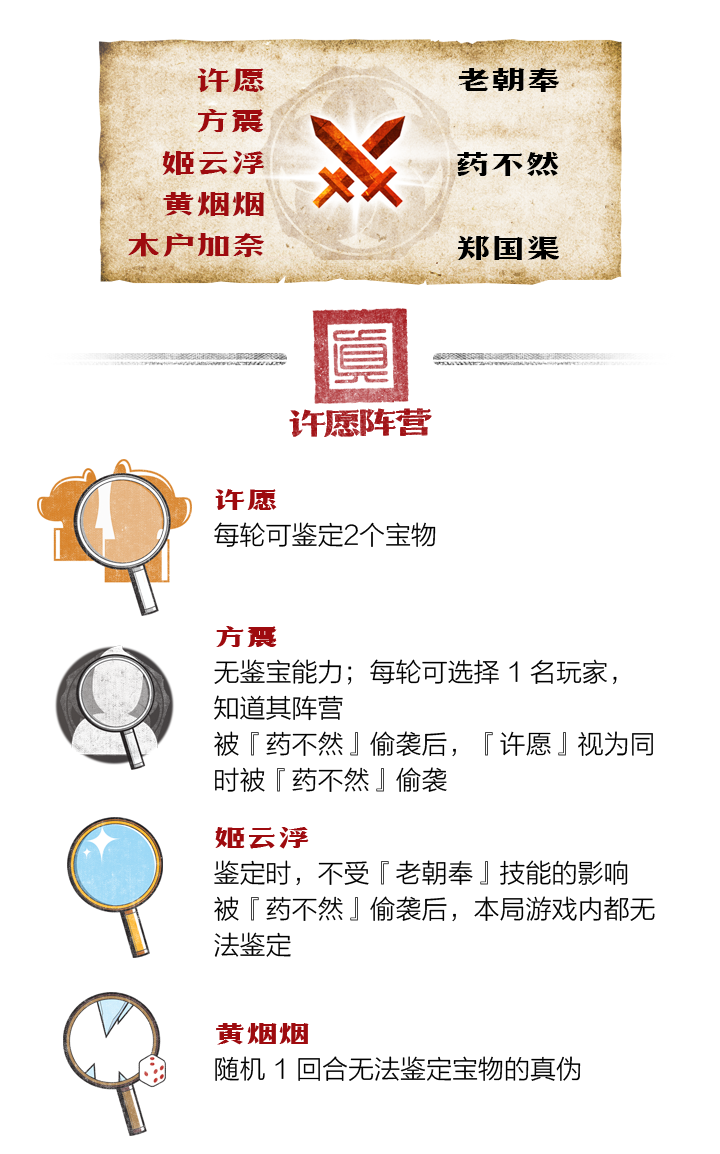 许愿
方震
姬云浮
黄烟烟
木户加奈
老朝奉
药不然
郑国渠
真
许愿阵营
许愿
每轮可鉴定2个宝物
方震
无鉴宝能力；每轮可选择 1 名玩家，
知道其阵营
被『药不然』偷袭后，『许愿』视为同
时被『药不然』偷袭
姬云浮
鉴定时，不受『老朝奉』技能的影响
被『药不然』偷袭后，本局游戏内都无
法鉴定
黄烟烟
随机 1 回合无法鉴定宝物的真伪